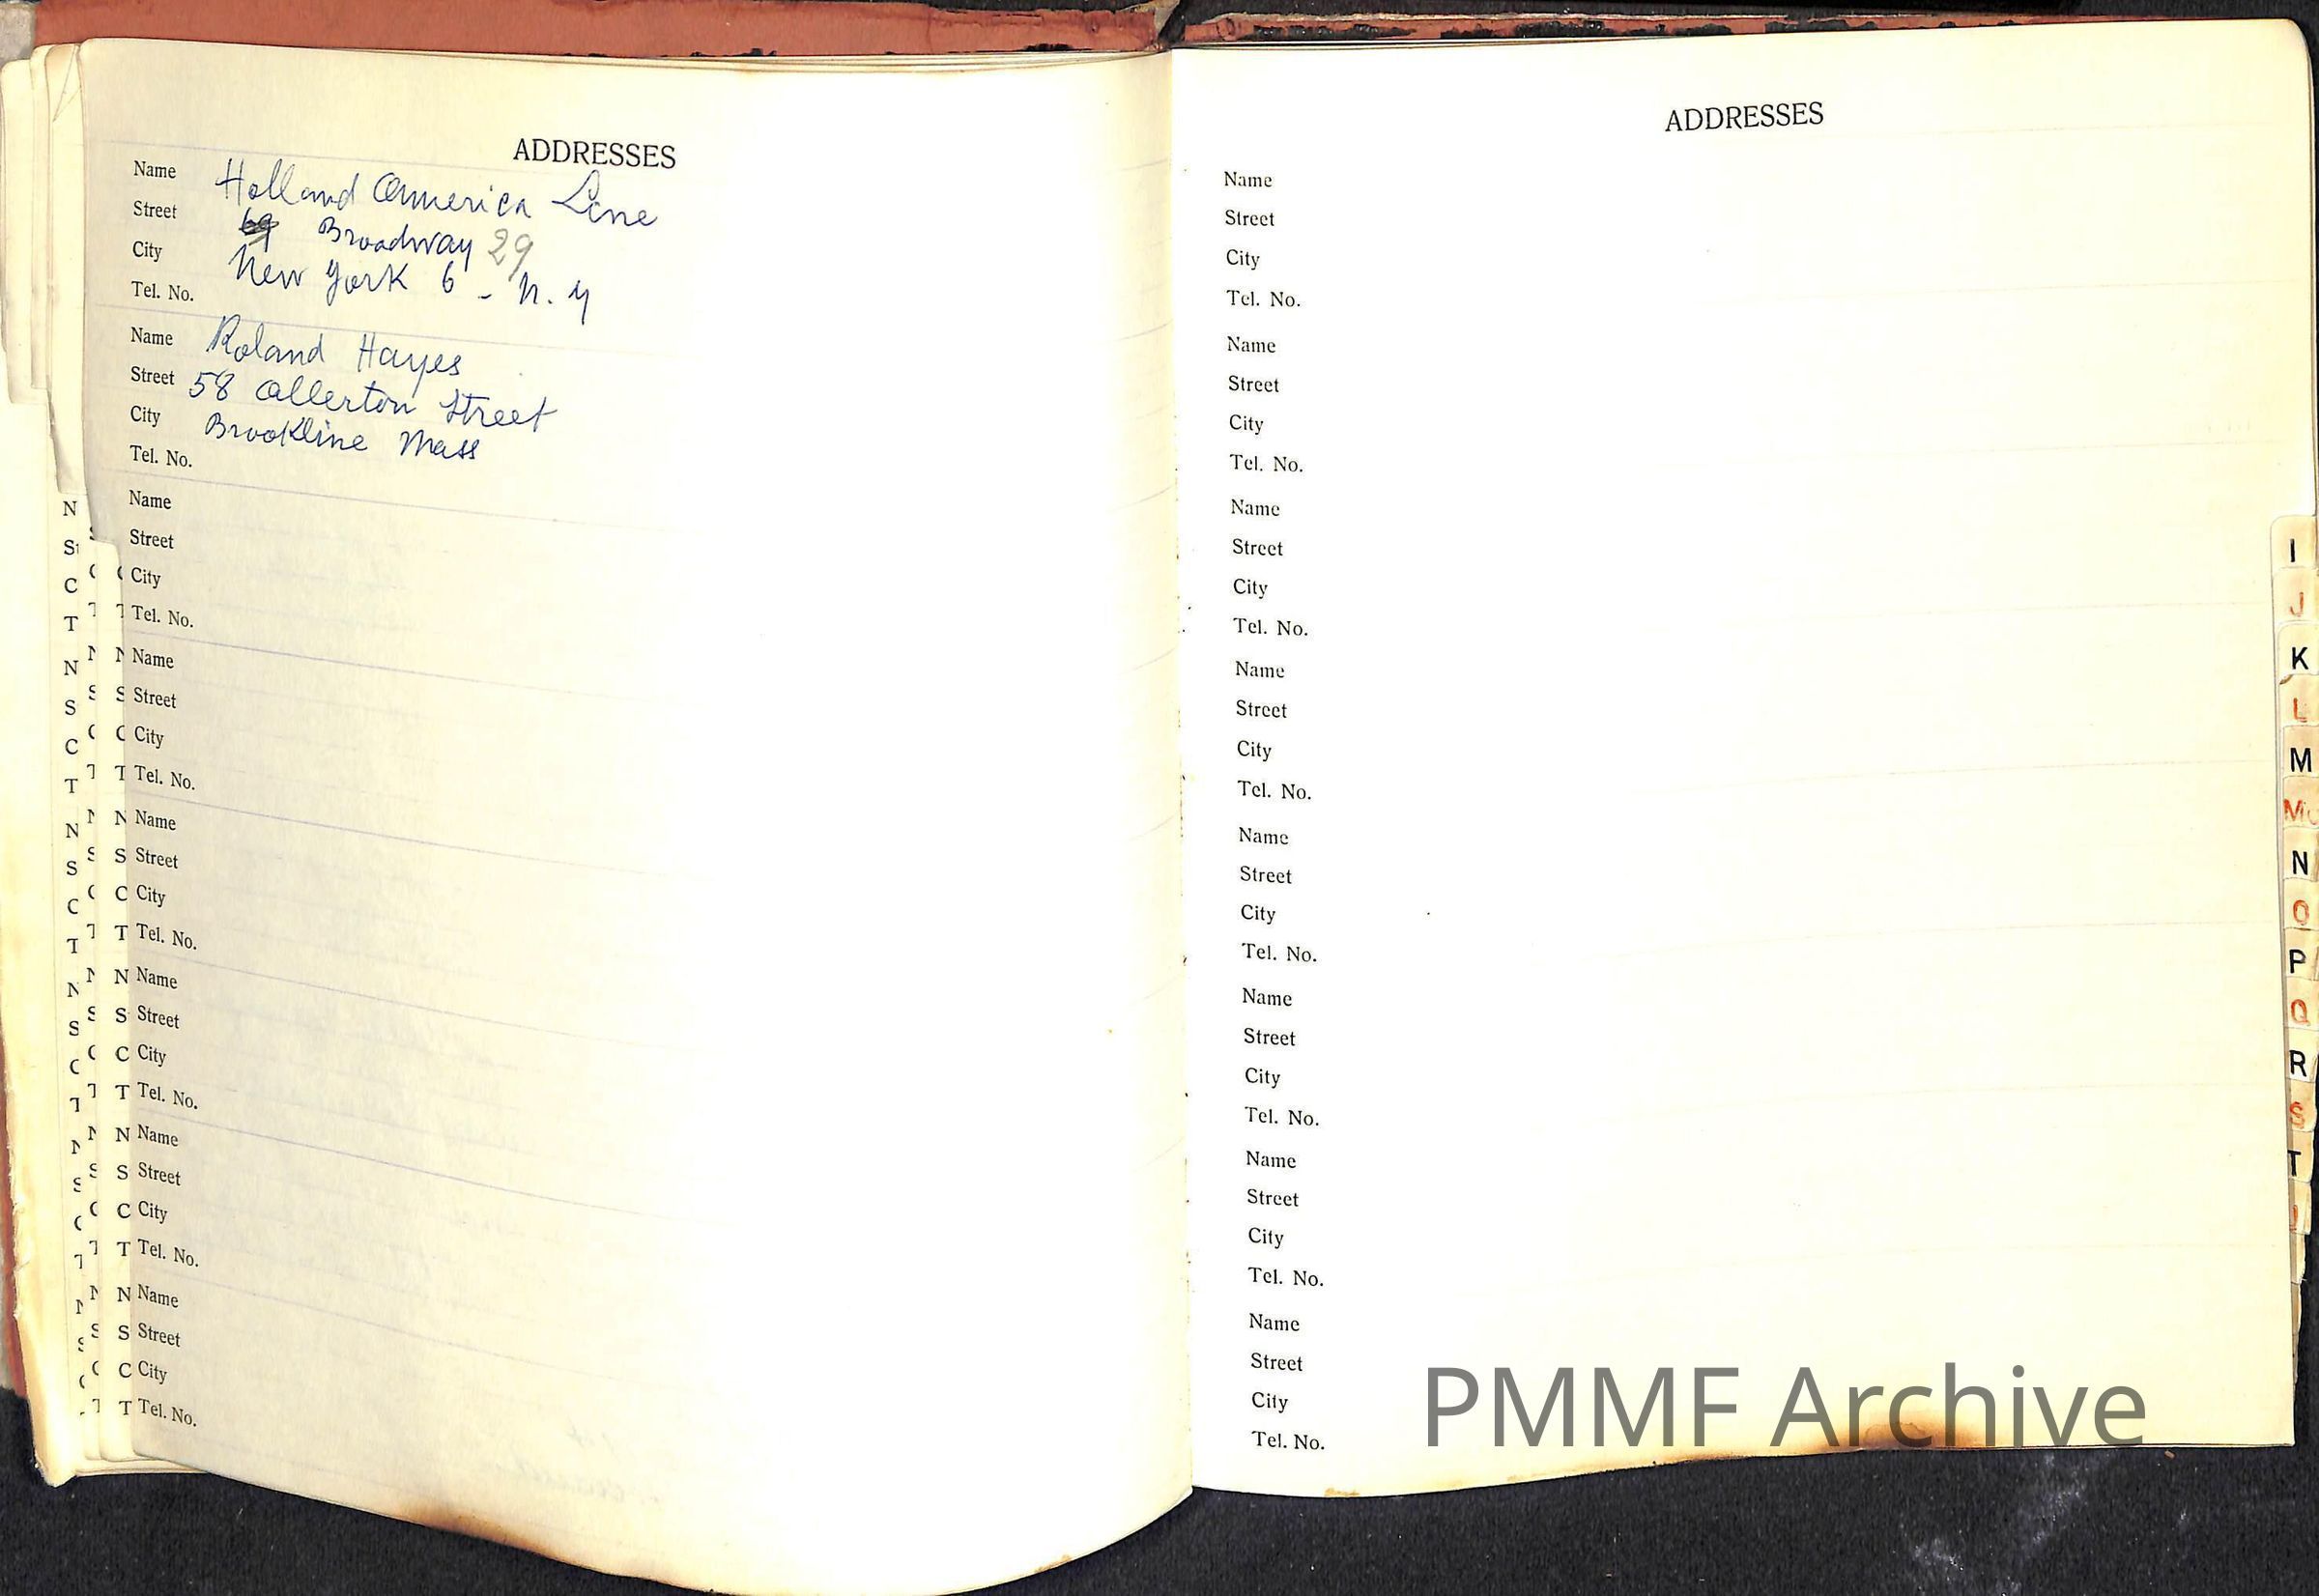 ADDRESSES
Name Holland America Line
Street 69 Broadway 29
City New York 6 - N.Y
Tel. No.
Name Roland Hayes
Street 58 Allerton Street
City Brookline Mass
Tel. No.
Name
Street
City
Tel. No.
Name
Street
City
Tel. No.
Name
Street
City
Tel. No.
Name
Street
City
Tel. No.
Name
Street
City
Tel. No.
Name
Street
City
Tel. No.
ADDRESSES
Name
Street
City
Tel. No.
Name
Street
City
Tel. No.
Name
Street
City
Tel. No.
Name
Street
City
Tel. No.
Name
Street
City
Tel. No.
Name
Street
City
Tel. No.
Name
Street
City
Tel. No.
Name
Street
City
Tel. No.
I
J
K
L
M
Mc
N
O
P
Q
R
S
T
PMMF Archive